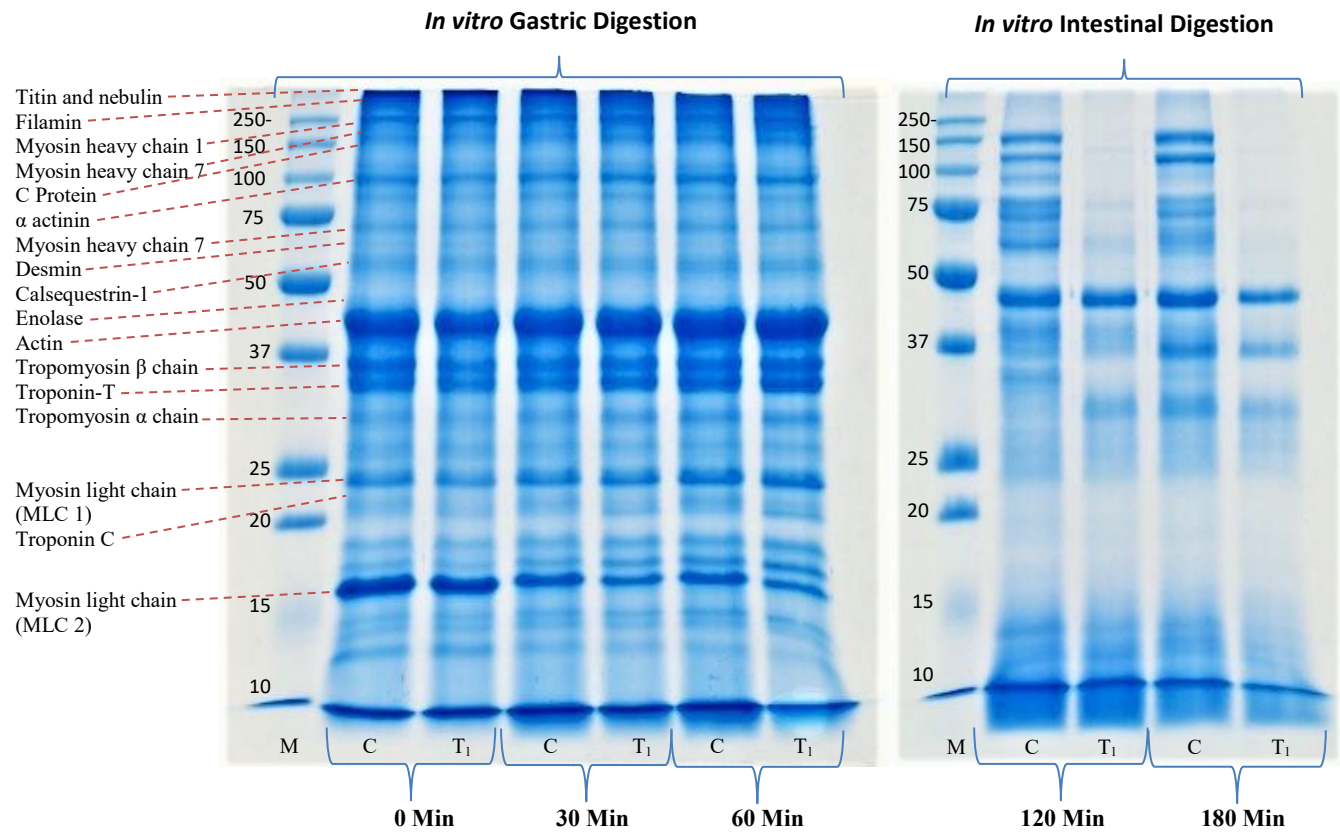 In vitro Gastric Digestion
In vitro Intestinal Digestion
Titin and nebulin
Filamin
Myosin heavy chain 1
Myosin heavy chain 7
C Protein
α actinin
Myosin heavy chain 7
Desmin
Calsequestrin-1
Enolase
Actin
Tropomyosin β chain
Troponin-T
Tropomyosin α chain
Myosin light chain
(MLC 1)
Troponin C
Myosin light chain
(MLC 2)
250-
150
100
75
50
37
25
20
15
10
M C T₁ C T₁ C T₁
0 Min 30 Min 60 Min
250-
150
100
75
50
37
25
20
15
10
M C T₁ C T₁
120 Min 180 Min